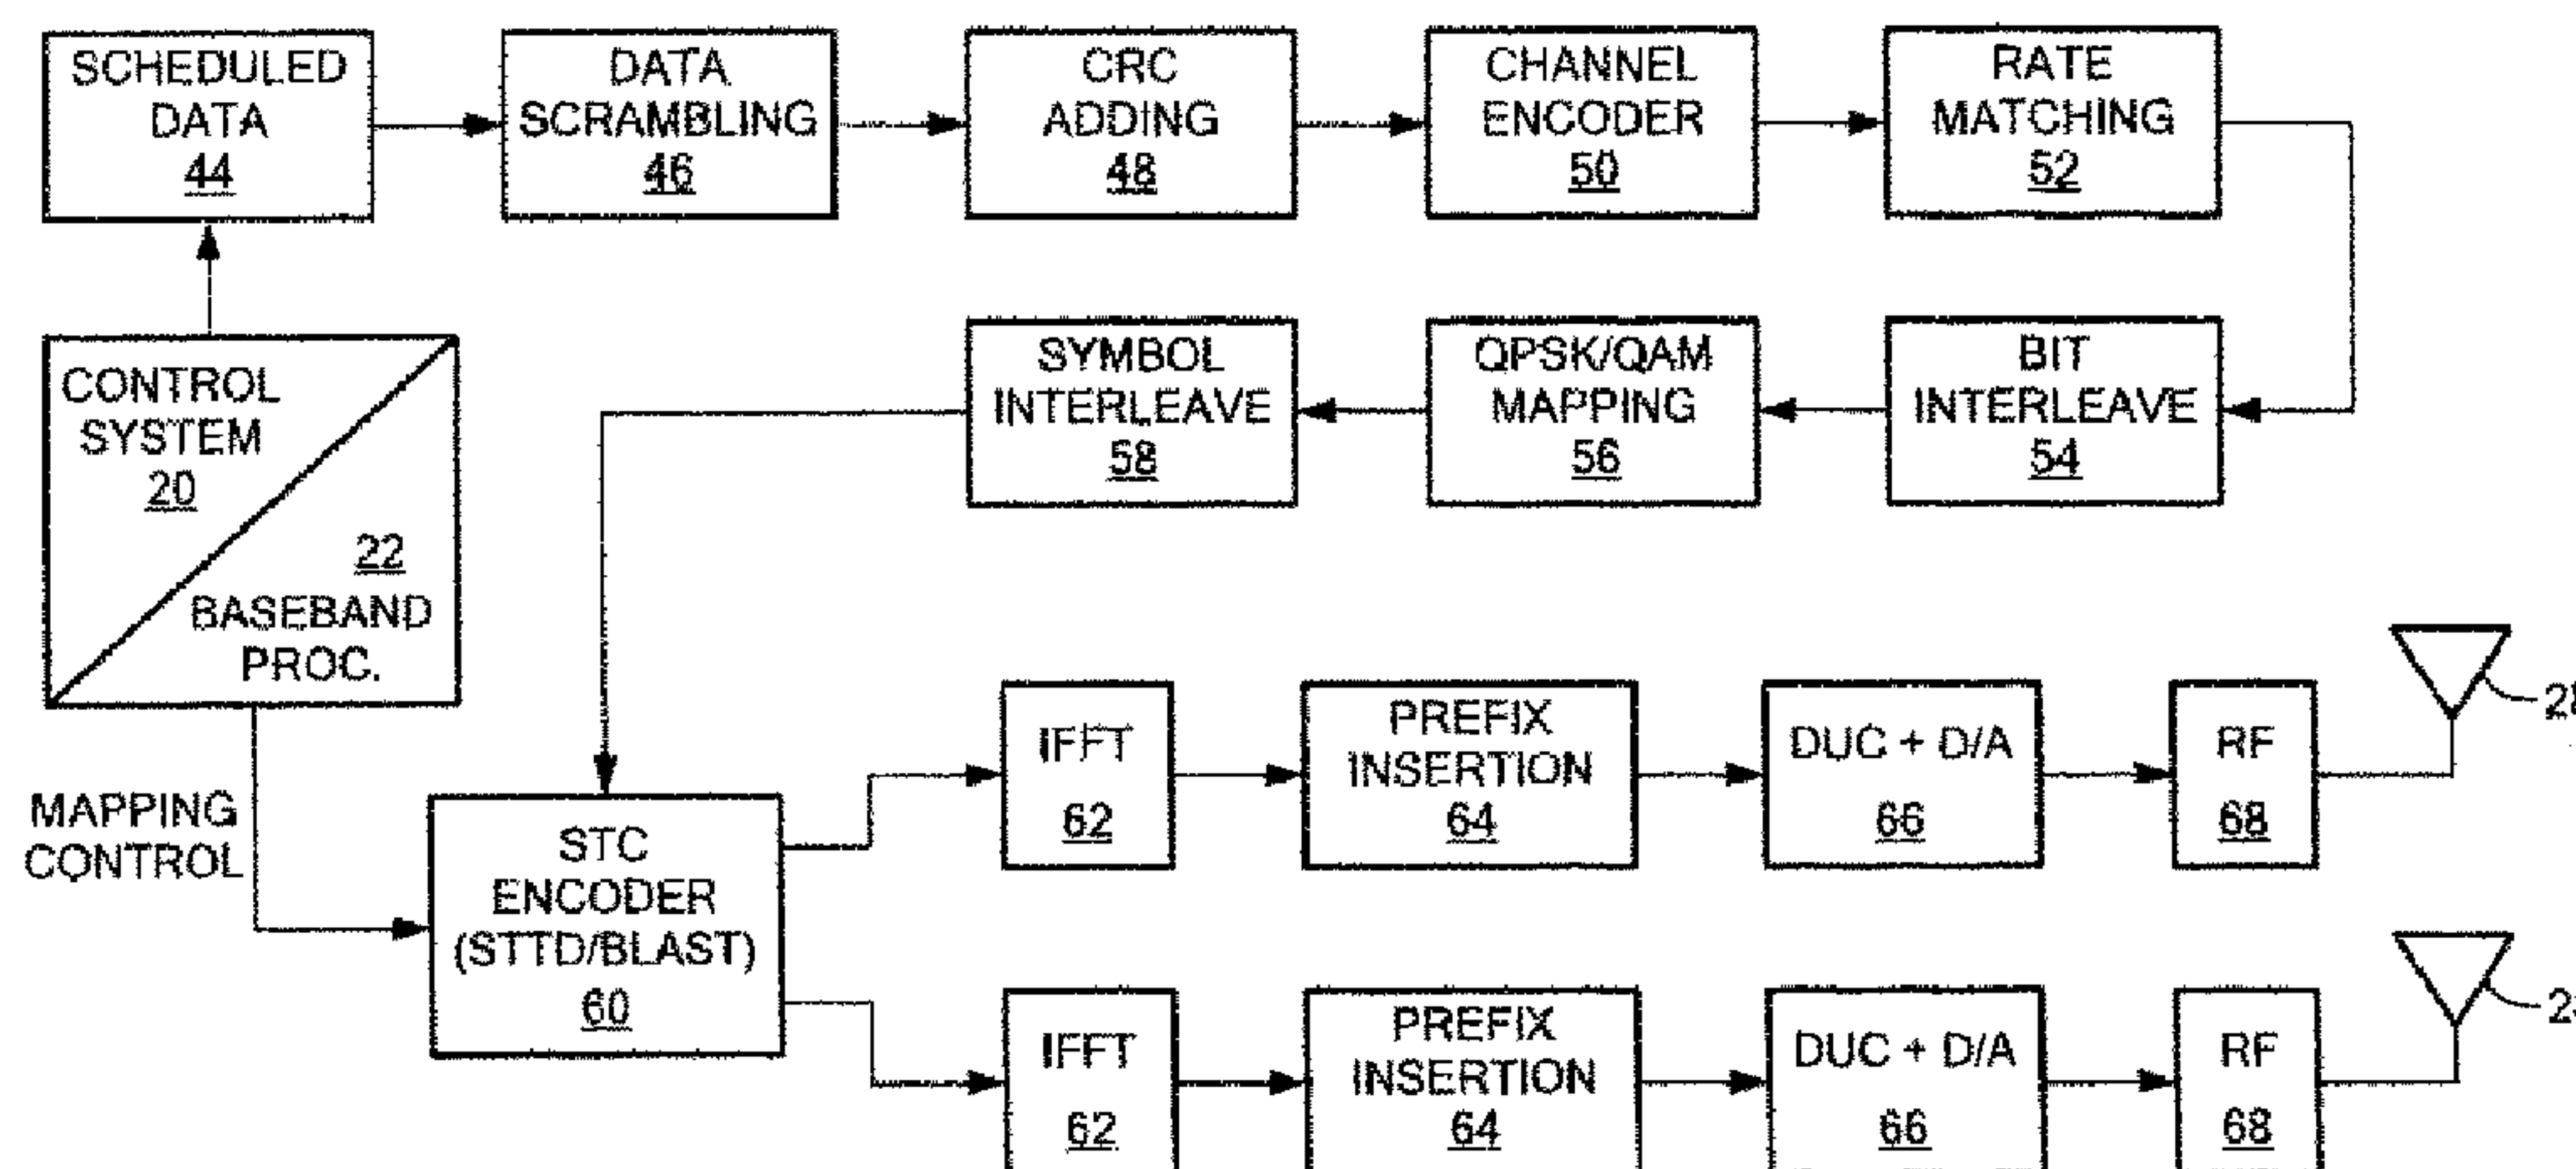 SCHEDULED
DATA
44
DATA
SCRAMBLING
46
CRC
ADDING
48
CHANNEL
ENCODER
50
RATE
MATCHING
52
CONTROL
SYSTEM
20
22
BASEBAND
PROC.
SYMBOL
INTERLEAVE
58
QPSK/QAM
MAPPING
56
BIT
INTERLEAVE
54
MAPPING
CONTROL
STC
ENCODER
(STTD/BLAST)
60
IFFT
62
PREFIX
INSERTION
64
DUC + D/A
66
RF
68
IFFT
62
PREFIX
INSERTION
64
DUC + D/A
66
RF
68